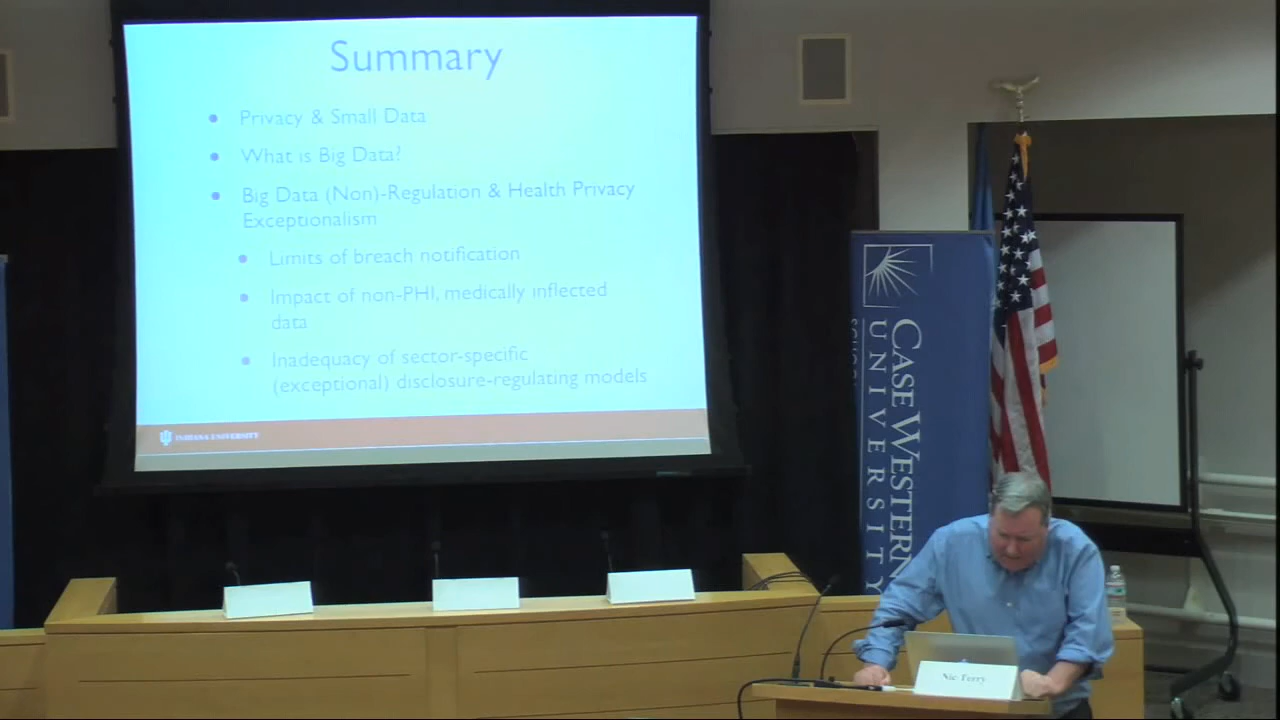 Summary
Privacy & Small Data
What is Big Data?
Big Data (Non)-Regulation & Health Privacy
Exceptionalism
Limits of breach notification
Impact of non-PHI, medically inflected
data
Inadequacy of sector-specific
(exceptional) disclosure-regulating models
INDIANA UNIVERSITY
CASE WESTERN
UNIVERSITY
Nic Terry